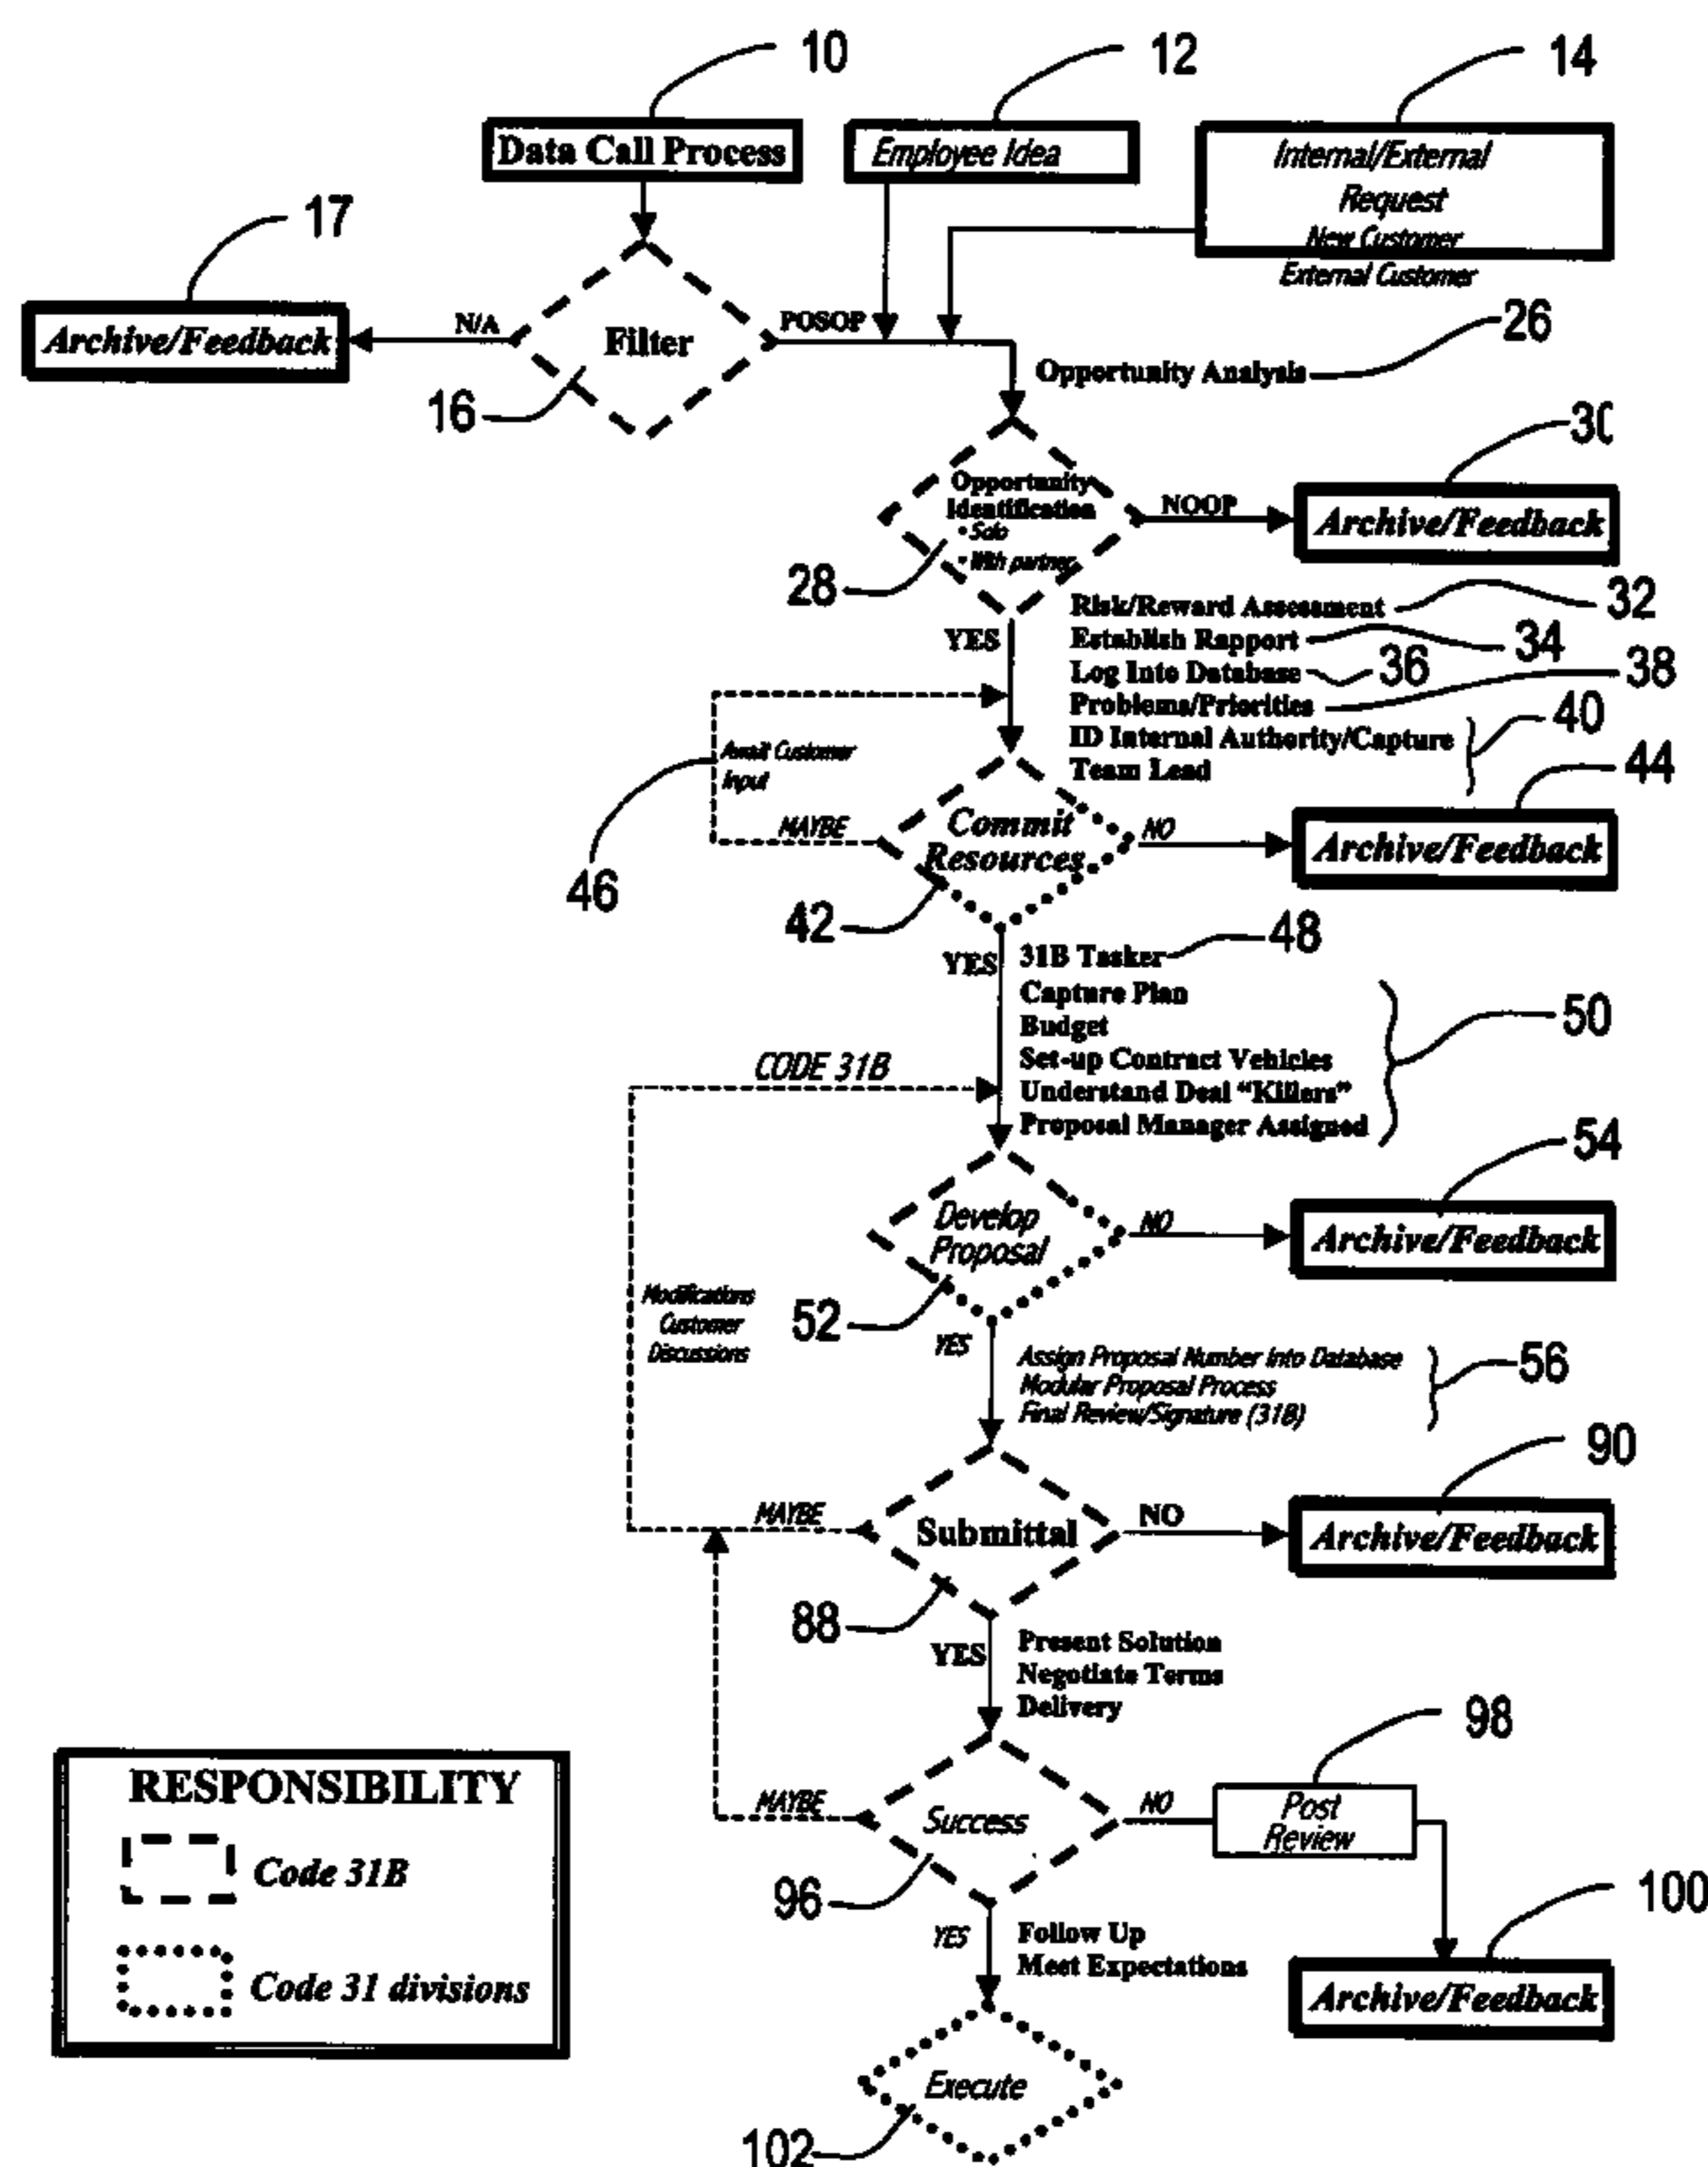 10
12
14
Data Call Process
Employee Idea
Internal/External
Request
New Customer
External Customer
17
Archive/Feedback
N/A
Filter
POSOP
16
26
Opportunity Analysis
30
Opportunity
Identification
• Solo
• With partner
NOOP
Archive/Feedback
28
YES
Risk/Reward Assessment
32
Establish Rapport
34
Log Into Database
36
Problems/Priorities
38
ID Internal Authority/Capture
Team Lead
40
44
Await Customer
Input
MAYBE
Commit
Resources
NO
Archive/Feedback
46
42
YES
31B Tasker
48
Capture Plan
Budget
Set-up Contract Vehicles
Understand Deal “Killers”
Proposal Manager Assigned
50
CODE 31B
54
Develop
Proposal
NO
Archive/Feedback
Modifications
Customer
Discussions
52
YES
Assign Proposal Number Into Database
Modular Proposal Process
Final Review/Signature (31B)
56
90
MAYBE
Submittal
NO
Archive/Feedback
88
YES
Present Solution
Negotiate Terms
Delivery
98
MAYBE
Success
NO
Post
Review
96
100
YES
Follow Up
Meet Expectations
Archive/Feedback
Execute
102
RESPONSIBILITY
Code 31B
Code 31 divisions